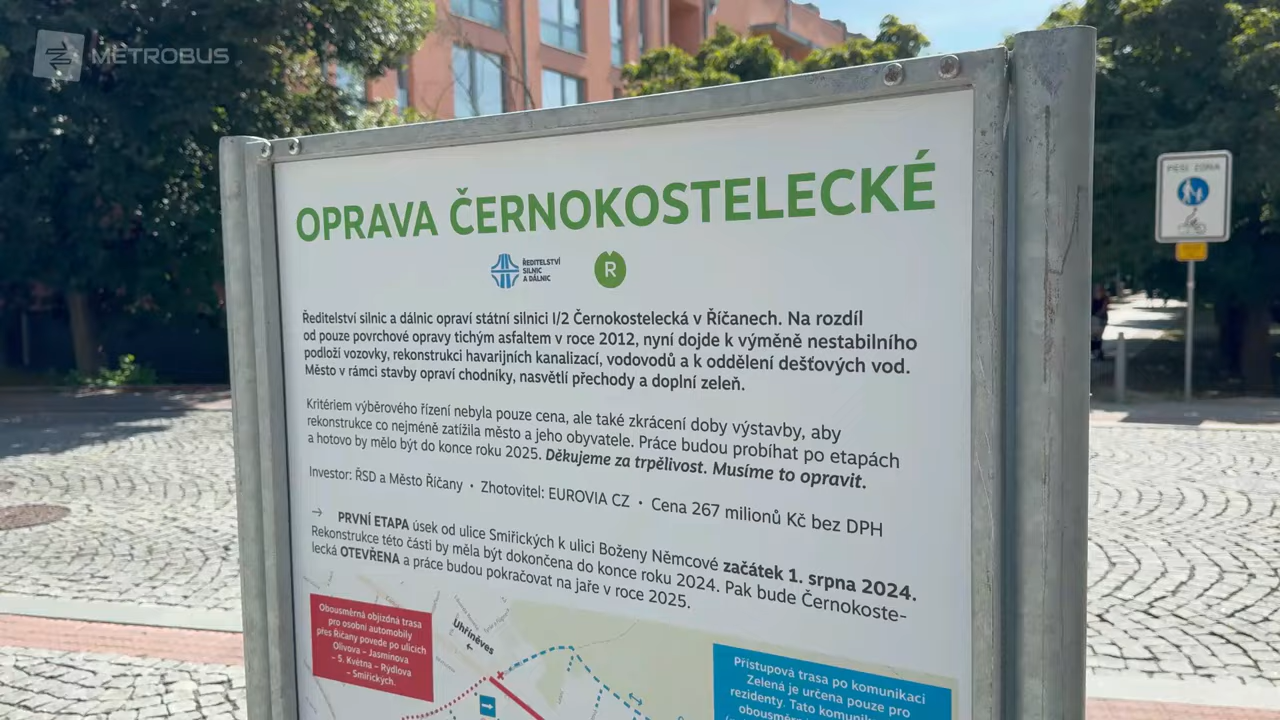 METROBUS
PĚŠÍ ZÓNA
OPRAVA ČERNOKOSTELECKÉ
ŘEDITELSTVÍ
SILNIC
A DÁLNIC
R
Ředitelství silnic a dálnic opraví státní silnici I/2 Černokostelecká v Říčanech. Na rozdíl
od pouze povrchové opravy tichým asfaltem v roce 2012, nyní dojde k výměně nestabilního
podloží vozovky, rekonstrukci havarijních kanalizací, vodovodů a k oddělení dešťových vod.
Město v rámci stavby opraví chodníky, nasvětlí přechody a doplní zeleň.
Kritériem výběrového řízení nebyla pouze cena, ale také zkrácení doby výstavby, aby
rekonstrukce co nejméně zatížila město a jeho obyvatele. Práce budou probíhat po etapách
a hotovo by mělo být do konce roku 2025. Děkujeme za trpělivost. Musíme to opravit.
Investor: ŘSD a Město Říčany • Zhotovitel: EUROVIA CZ • Cena 267 milionů Kč bez DPH
→ PRVNÍ ETAPA úsek od ulice Smiřických k ulici Boženy Němcové začátek 1. srpna 2024.
Rekonstrukce této části by měla být dokončena do konce roku 2024. Pak bude Černokoste-
lecká OTEVŘENA a práce budou pokračovat na jaře v roce 2025.
Obousměrná objízdná trasa
pro osobní automobily
přes Říčany povede po ulicích
Olivova – Jasmínova
– 5. Května – Rýdlova
– Smiřických.
Uhříněves
←
Přístupová trasa po komunikaci
Zelená je určena pouze pro
rezidenty. Tato komunik
obousměr